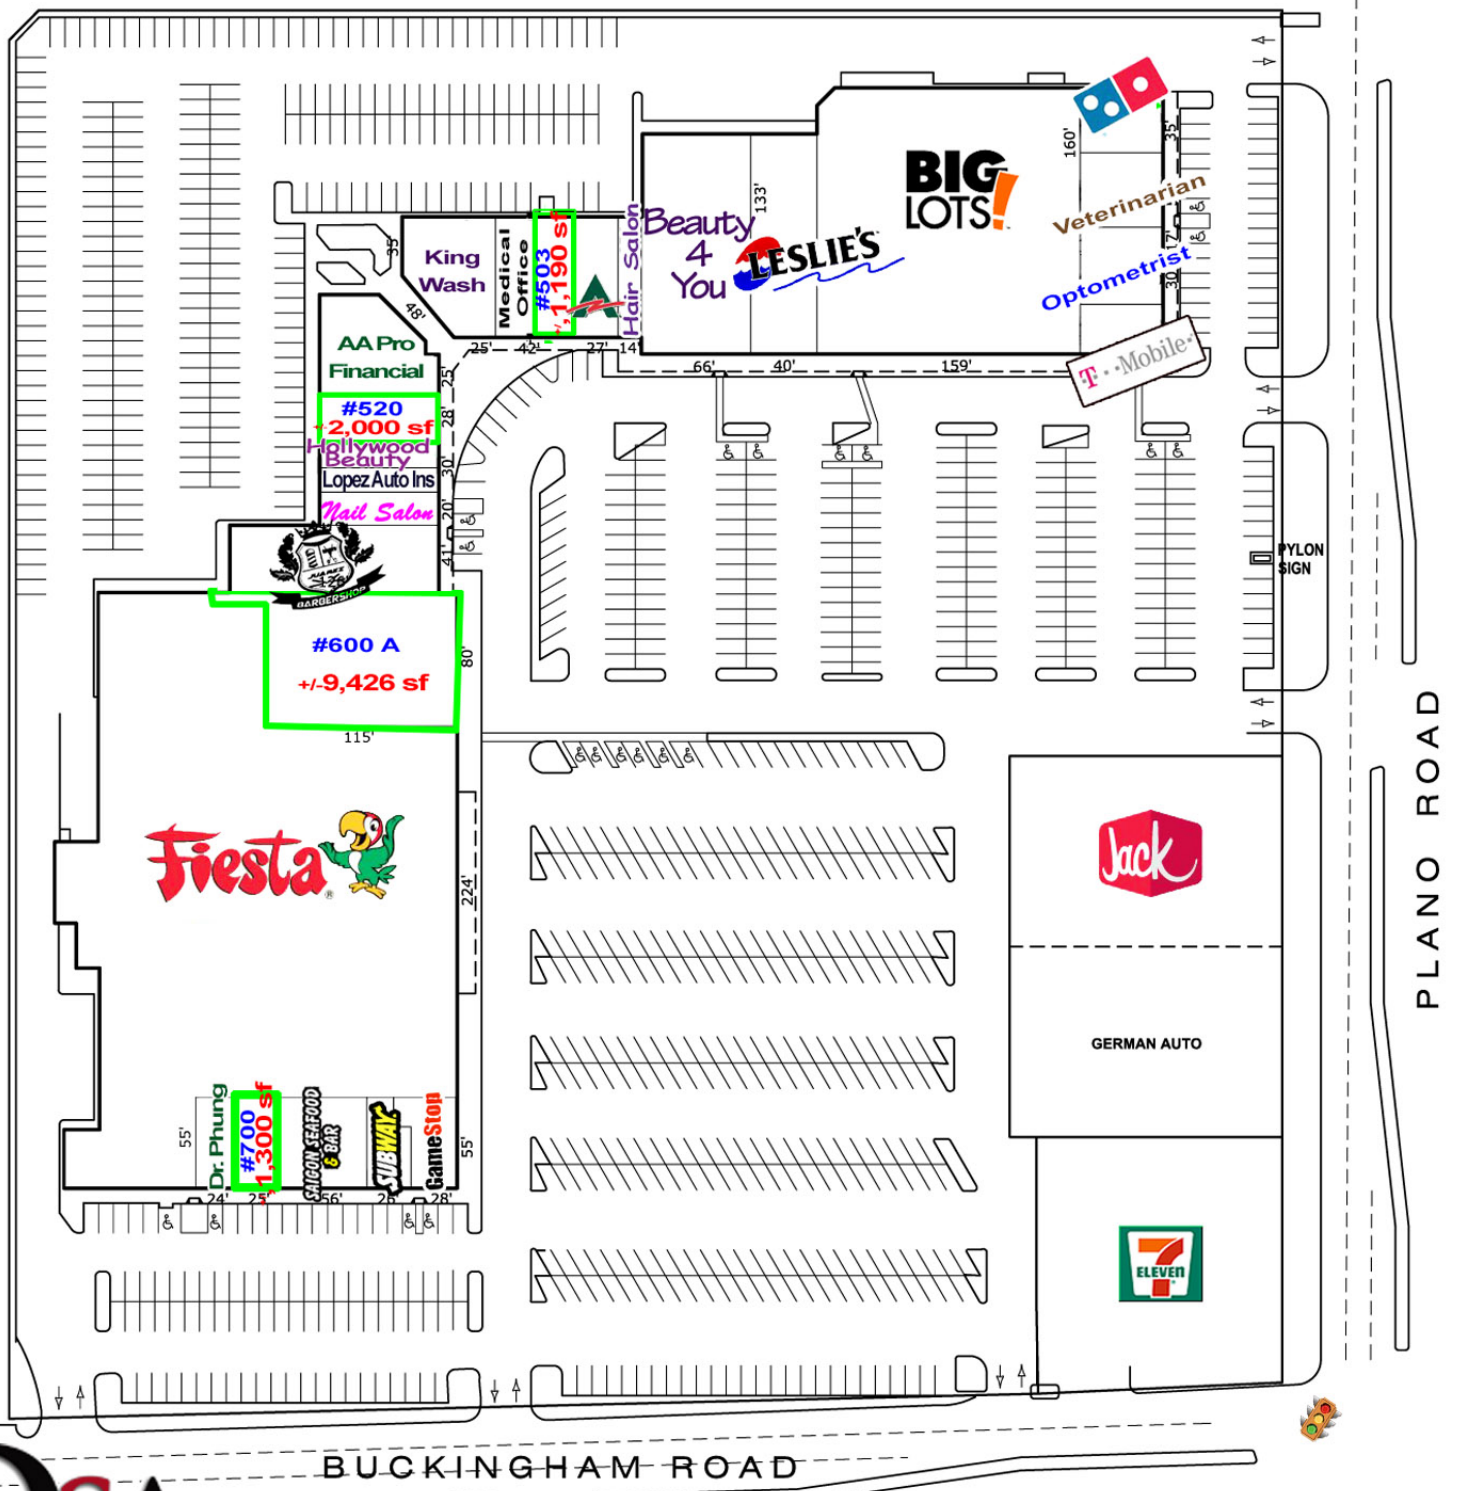 160'
35'
BIG
LOTS!
Veterinarian
17'
Optometrist
30'
T··Mobile·
133'
Beauty
4
You
LESLIE'S
66'
40'
159'
35'
King
Wash
Medical
Office
#503
+/-1,190 sf
Hair Salon
48'
25'
42'
27'
14'
AA Pro
Financial
25'
#520
2,000 sf
28'
Hollywood
Beauty
30'
Lopez Auto Ins
Nail Salon
20'
41'
JUAREZ
BARBERSHOP
#600 A
+/-9,426 sf
80'
115'
PYLON
SIGN
PLANO ROAD
Fiesta®
224'
Jack
GERMAN AUTO
Dr. Phung
#700
1,300 sf
SAIGON SEAFOOD
& BAR
SUBWAY
GameStop
55'
55'
24'
25'
56'
26'
28'
7
ELEVEN
BUCKINGHAM ROAD